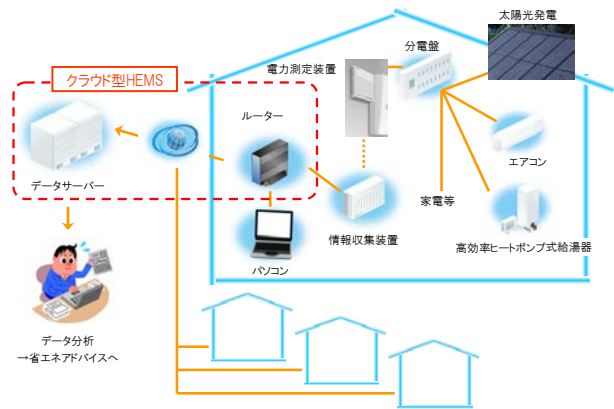 太陽光発電
分電盤
電力測定装置
クラウド型HEMS
ルーター
エアコン
データサーバー
家電等
情報収集装置
高効率ヒートポンプ式給湯器
パソコン
データ分析
→省エネアドバイスへ